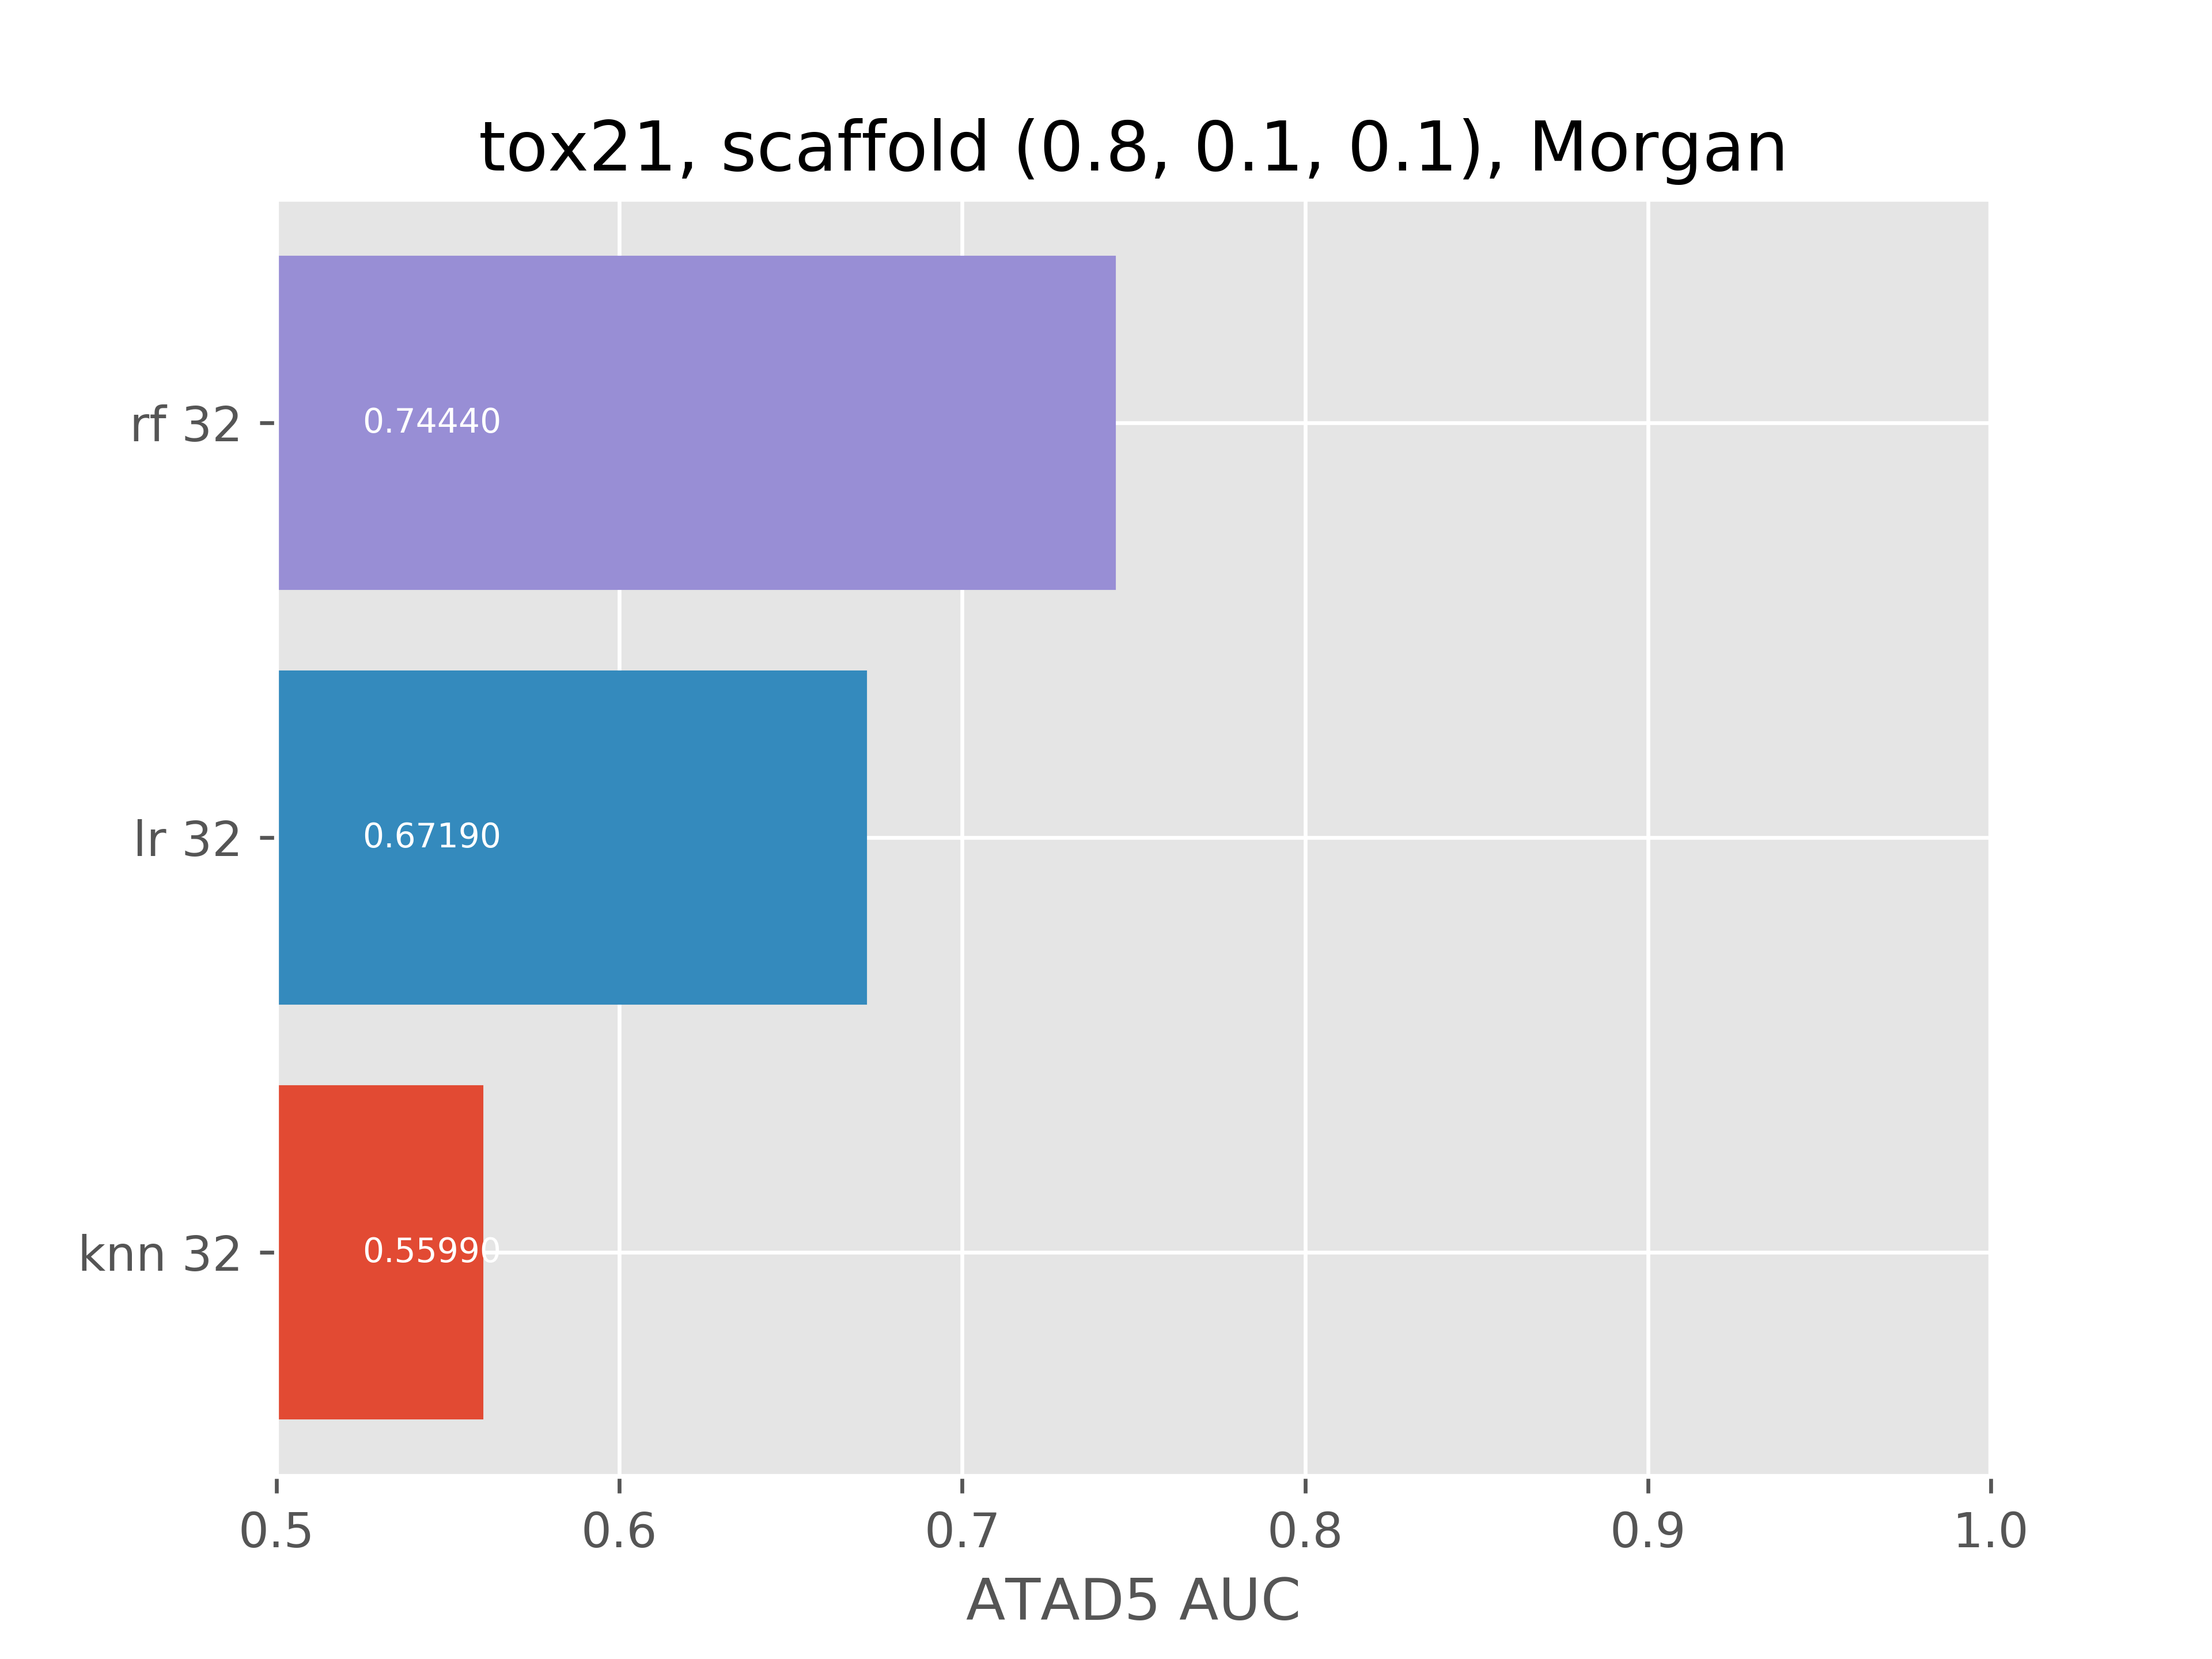 tox21, scaffold (0.8, 0.1, 0.1), Morgan
rf 32
0.74440
lr 32
0.67190
knn 32
0.55990
0.5 0.6 0.7 0.8 0.9 1.0
ATAD5 AUC